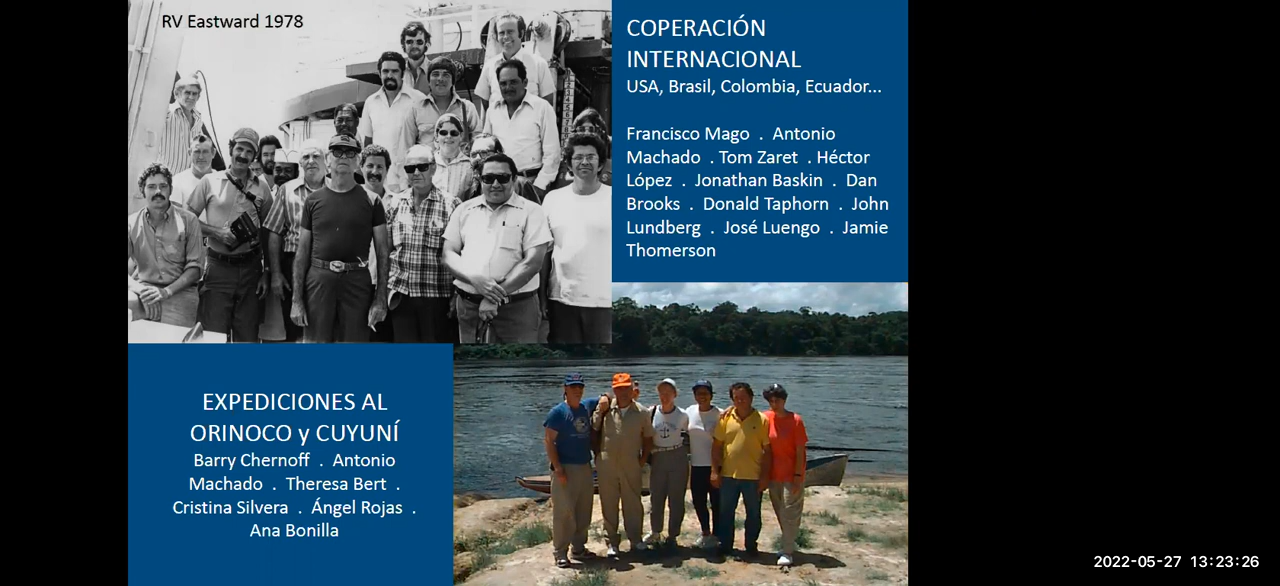 RV Eastward 1978
COPERACIÓN
INTERNACIONAL
USA, Brasil, Colombia, Ecuador...
Francisco Mago . Antonio
Machado . Tom Zaret . Héctor
López . Jonathan Baskin . Dan
Brooks . Donald Taphorn . John
Lundberg . José Luengo . Jamie
Thomerson
EXPEDICIONES AL
ORINOCO y CUYUNÍ
Barry Chernoff . Antonio
Machado . Theresa Bert .
Cristina Silvera . Ángel Rojas .
Ana Bonilla
2022-05-27 13:23:26